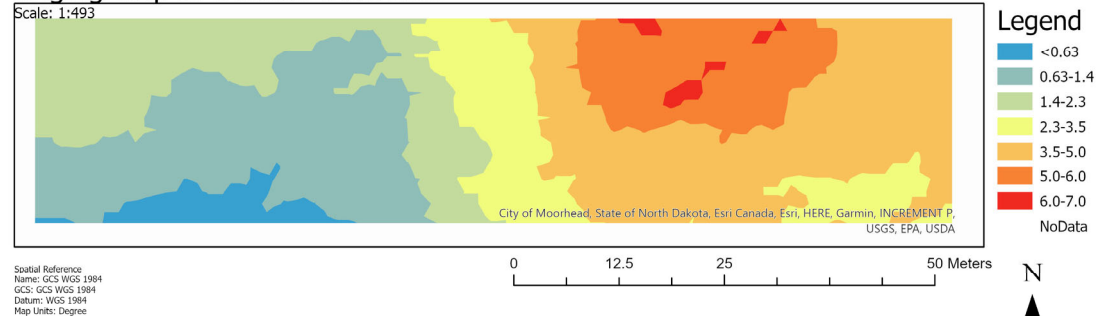 Scale: 1:493
Legend
<0.63
0.63-1.4
1.4-2.3
2.3-3.5
3.5-5.0
5.0-6.0
6.0-7.0
NoData
City of Moorhead, State of North Dakota, Esri Canada, Esri, HERE, Garmin, INCREMENT P,
USGS, EPA, USDA
0 12.5 25 50 Meters
N
Spatial Reference
Name: GCS WGS 1984
GCS: GCS WGS 1984
Datum: WGS 1984
Map Units: Degree